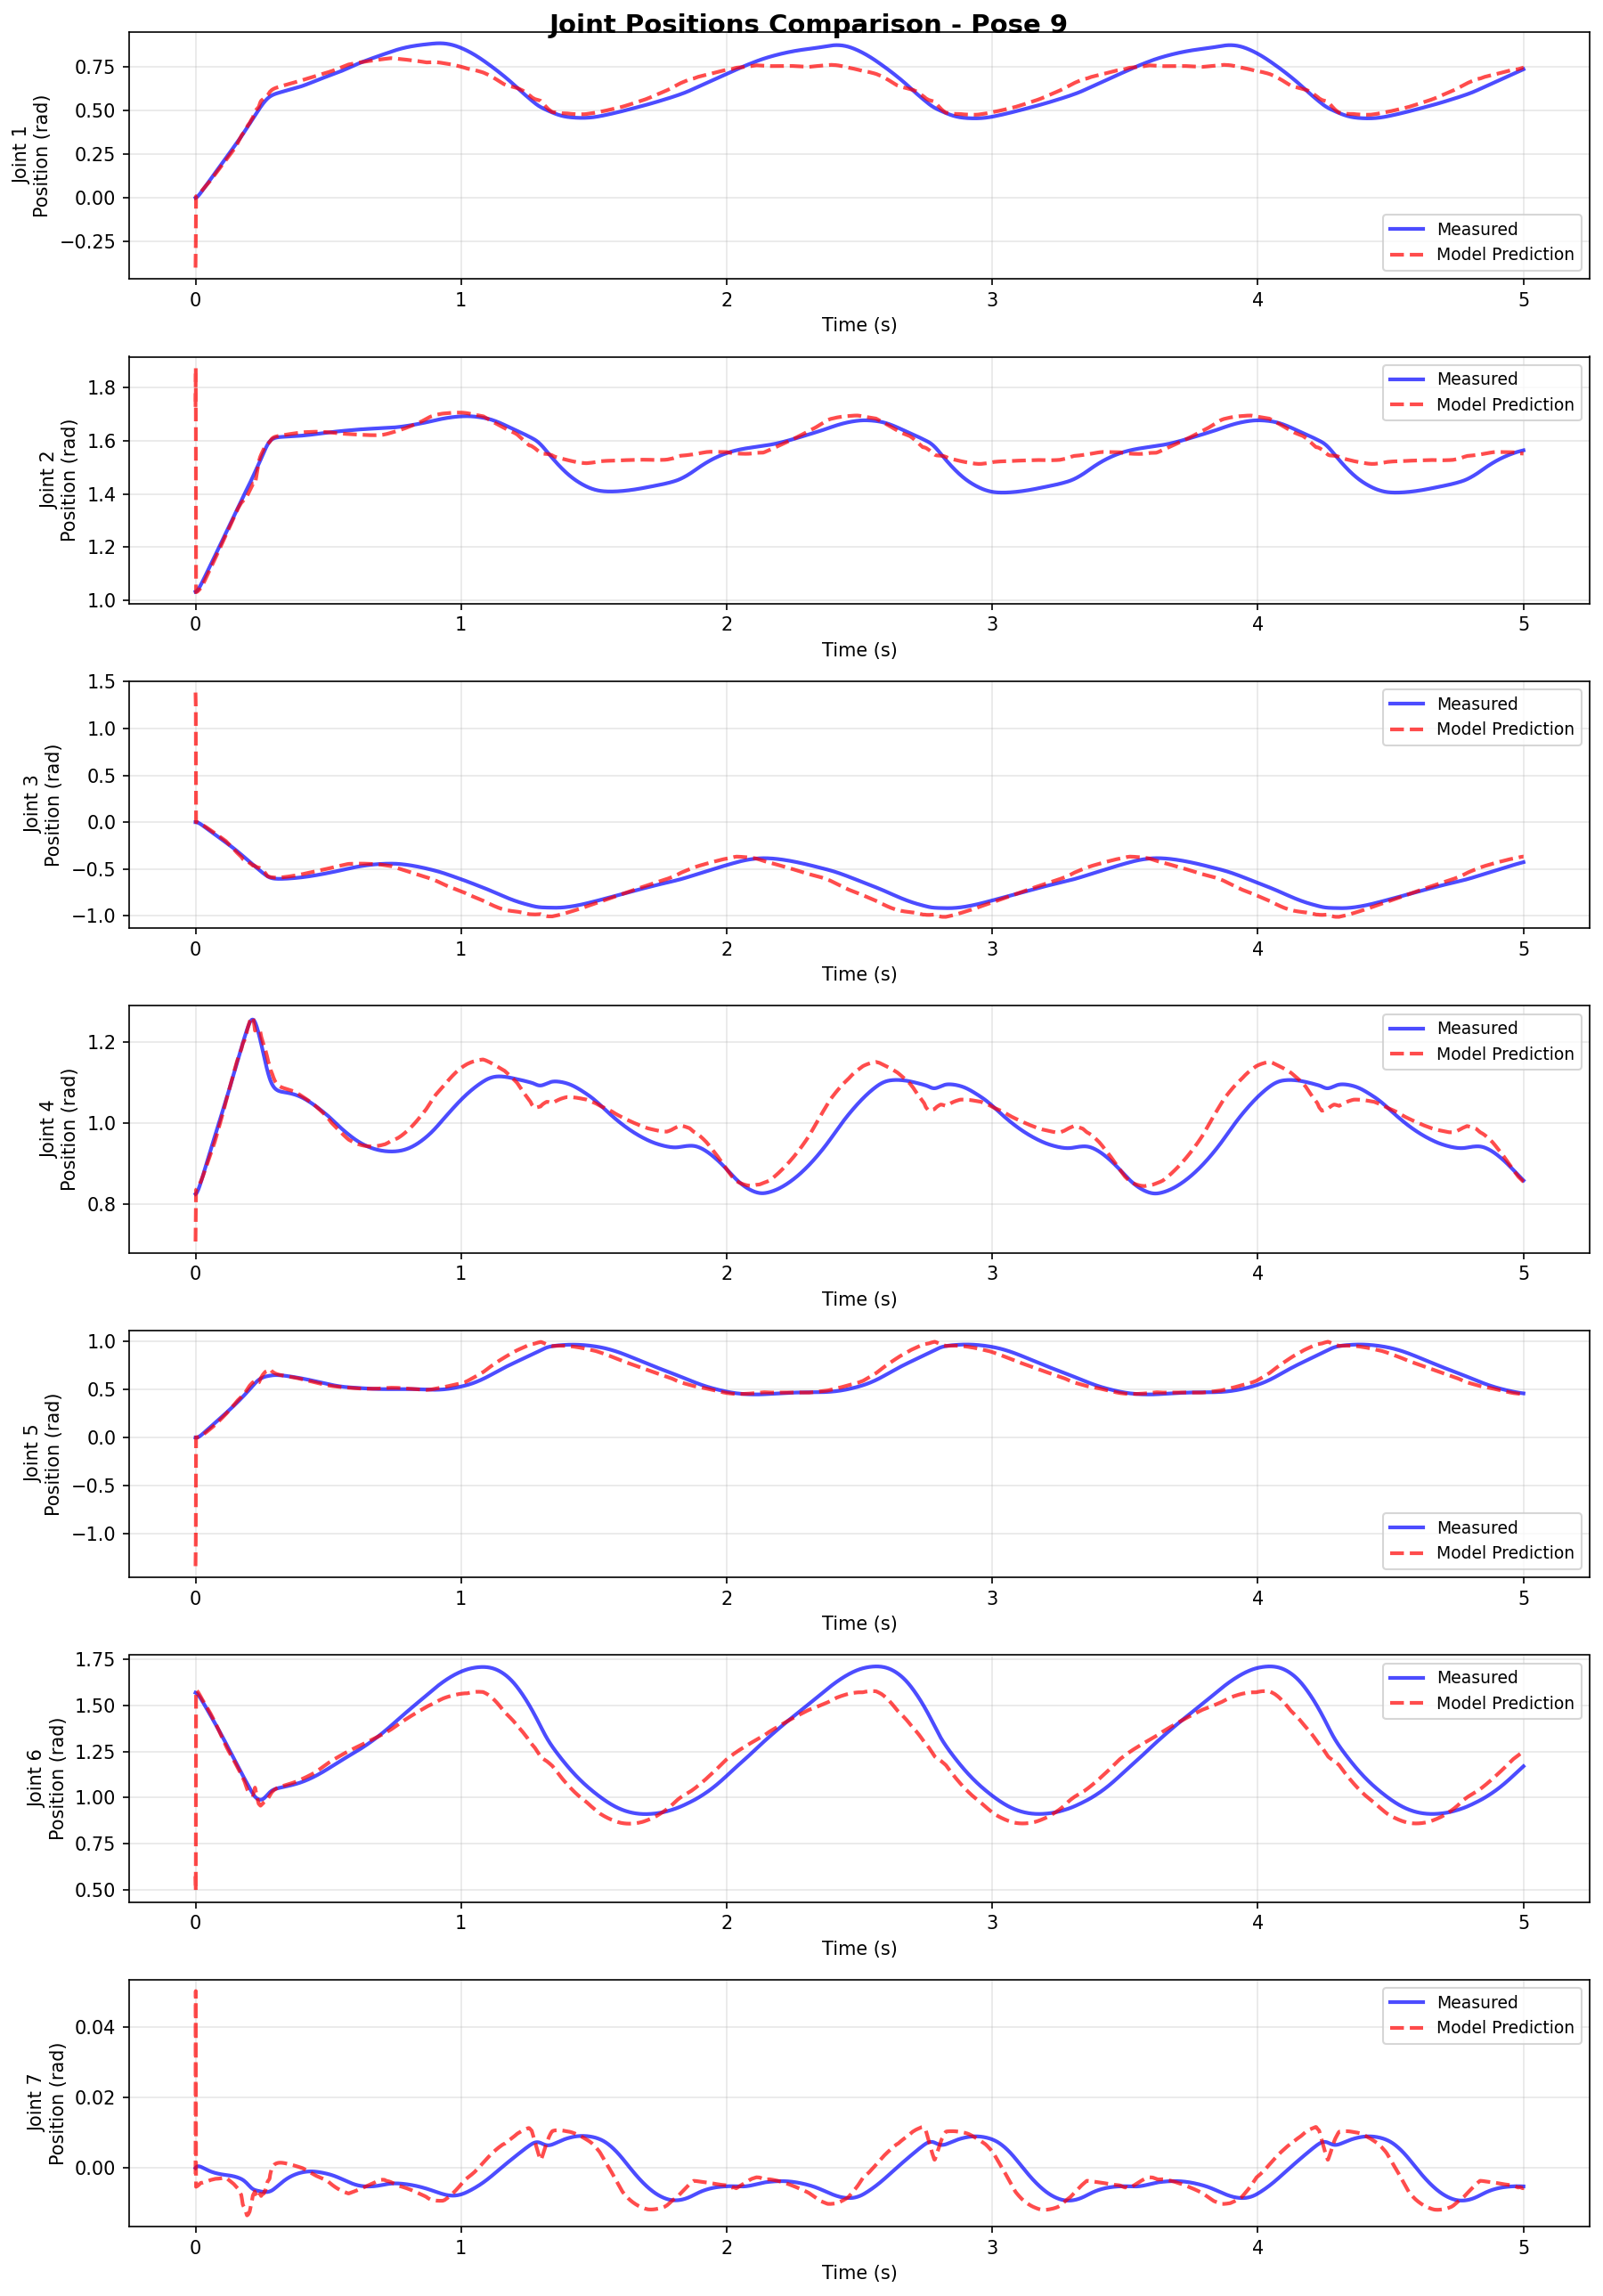 Joint Positions Comparison - Pose 9
Joint 1
Position (rad)
0.75
0.50
0.25
0.00
−0.25
Measured
Model Prediction
0 1 2 3 4 5
Time (s)
Joint 2
Position (rad)
1.8
1.6
1.4
1.2
1.0
Measured
Model Prediction
0 1 2 3 4 5
Time (s)
Joint 3
Position (rad)
1.5
1.0
0.5
0.0
−0.5
−1.0
Measured
Model Prediction
0 1 2 3 4 5
Time (s)
Joint 4
Position (rad)
1.2
1.0
0.8
Measured
Model Prediction
0 1 2 3 4 5
Time (s)
Joint 5
Position (rad)
1.0
0.5
0.0
−0.5
−1.0
Measured
Model Prediction
0 1 2 3 4 5
Time (s)
Joint 6
Position (rad)
1.75
1.50
1.25
1.00
0.75
0.50
Measured
Model Prediction
0 1 2 3 4 5
Time (s)
Joint 7
Position (rad)
0.04
0.02
0.00
Measured
Model Prediction
0 1 2 3 4 5
Time (s)